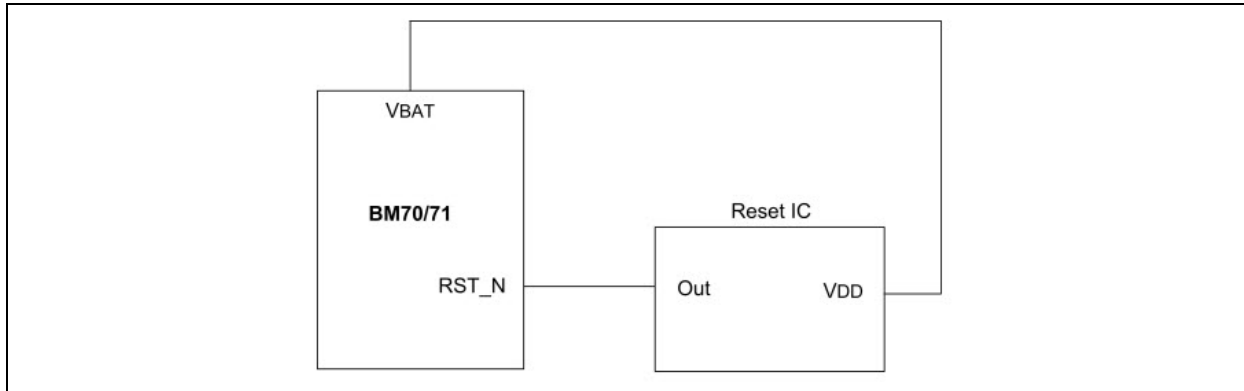 VBAT
BM70/71
Reset IC
RST_N
Out
VDD